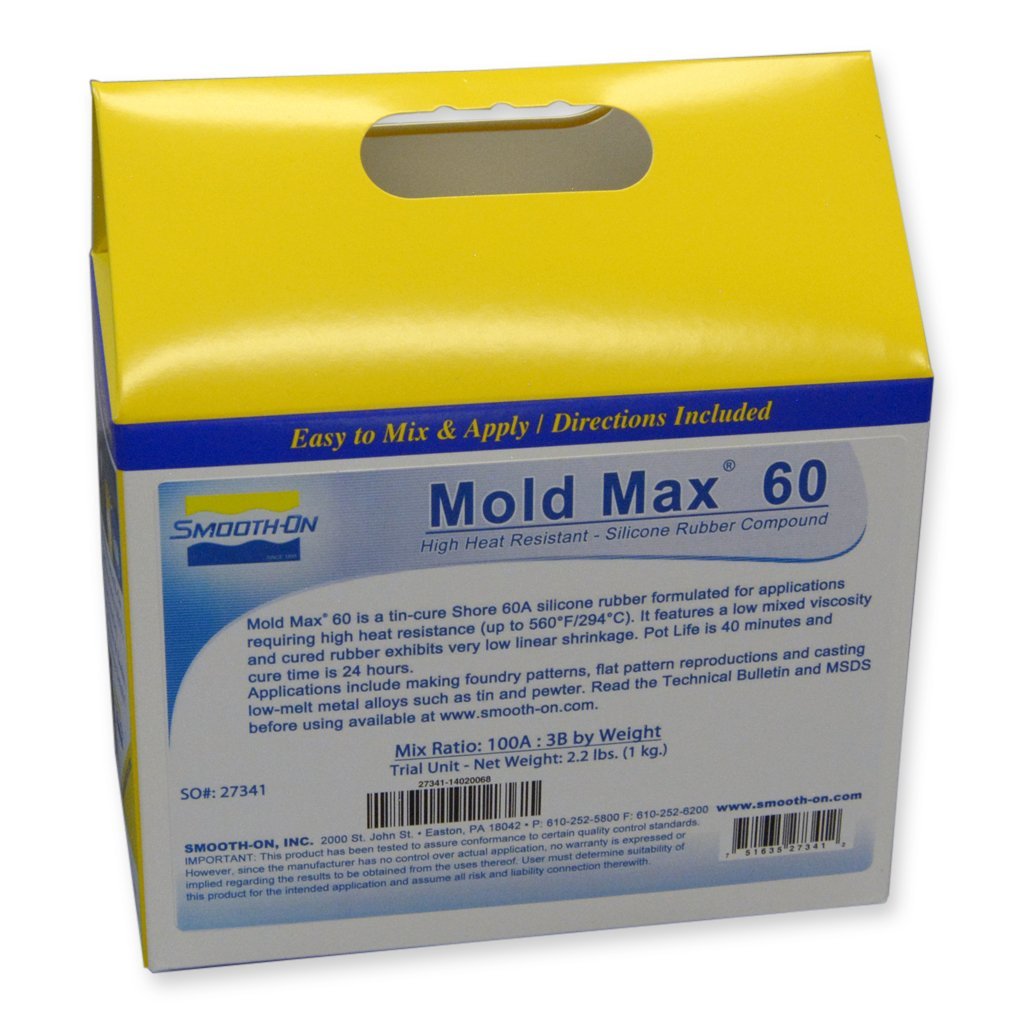 Easy to Mix & Apply / Directions Included
SMOOTH-ON
SINCE 1895
Mold Max® 60
High Heat Resistant - Silicone Rubber Compound
Mold Max® 60 is a tin-cure Shore 60A silicone rubber formulated for applications
requiring high heat resistance (up to 560°F/294°C). It features a low mixed viscosity
and cured rubber exhibits very low linear shrinkage. Pot Life is 40 minutes and
cure time is 24 hours.
Applications include making foundry patterns, flat pattern reproductions and casting
low-melt metal alloys such as tin and pewter. Read the Technical Bulletin and MSDS
before using available at www.smooth-on.com.
Mix Ratio: 100A : 3B by Weight
Trial Unit - Net Weight: 2.2 lbs. (1 kg.)
27341-14020068
SO#: 27341
SMOOTH-ON, INC. 2000 St. John St. • Easton, PA 18042 • P: 610-252-5800 F: 610-252-6200 www.smooth-on.com
IMPORTANT: This product has been tested to assure conformance to certain quality control standards.
However, since the manufacturer has no control over actual application, no warranty is expressed or
implied regarding the results to be obtained from the uses thereof. User must determine suitability of
this product for the intended application and assume all risk and liability connection therewith.
7 51635 27341 2